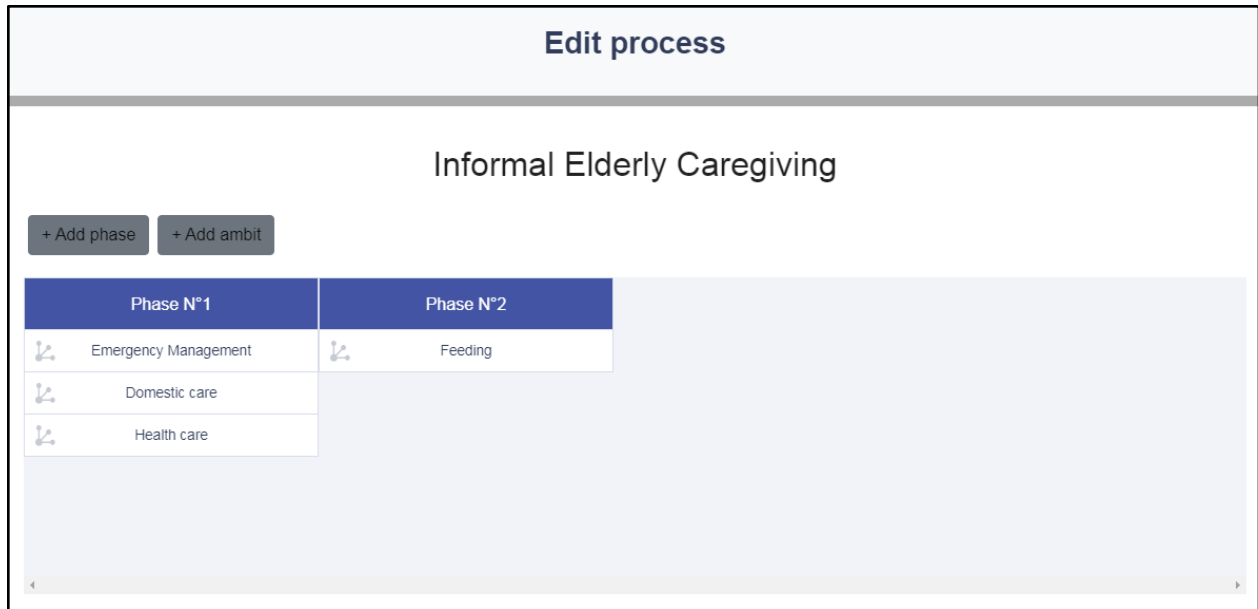 Edit process
Informal Elderly Caregiving
+ Add phase + Add ambit
Phase N°1 Phase N°2
Emergency Management Feeding
Domestic care
Health care